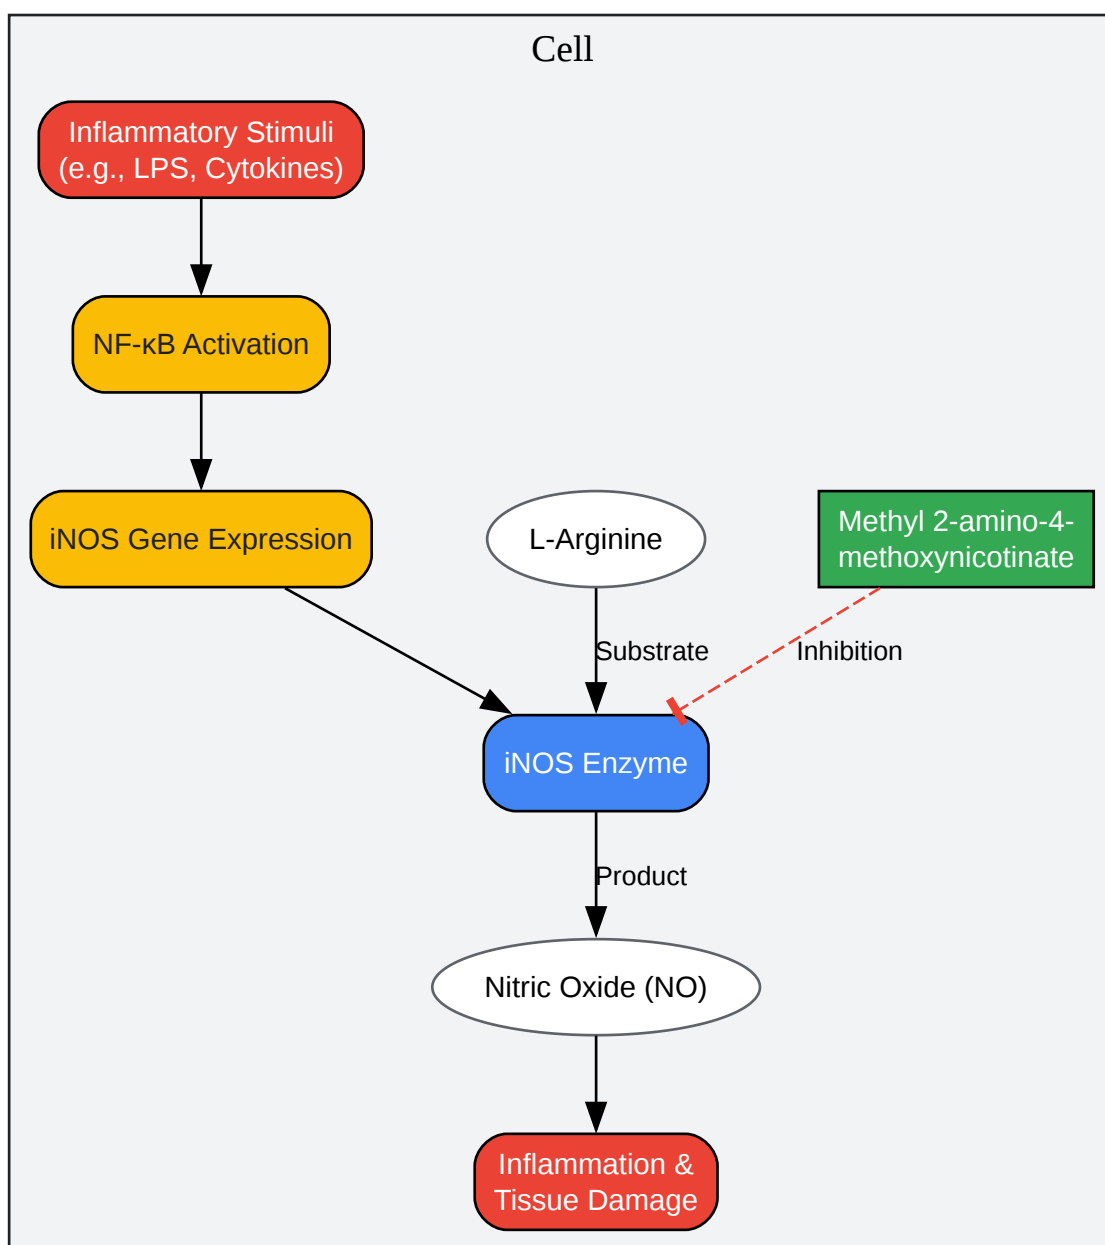 Cell
Inflammatory Stimuli
(e.g., LPS, Cytokines)
NF-κB Activation
iNOS Gene Expression
L-Arginine
Methyl 2-amino-4-
methoxynicotinate
Substrate
Inhibition
iNOS Enzyme
Product
Nitric Oxide (NO)
Inflammation &
Tissue Damage